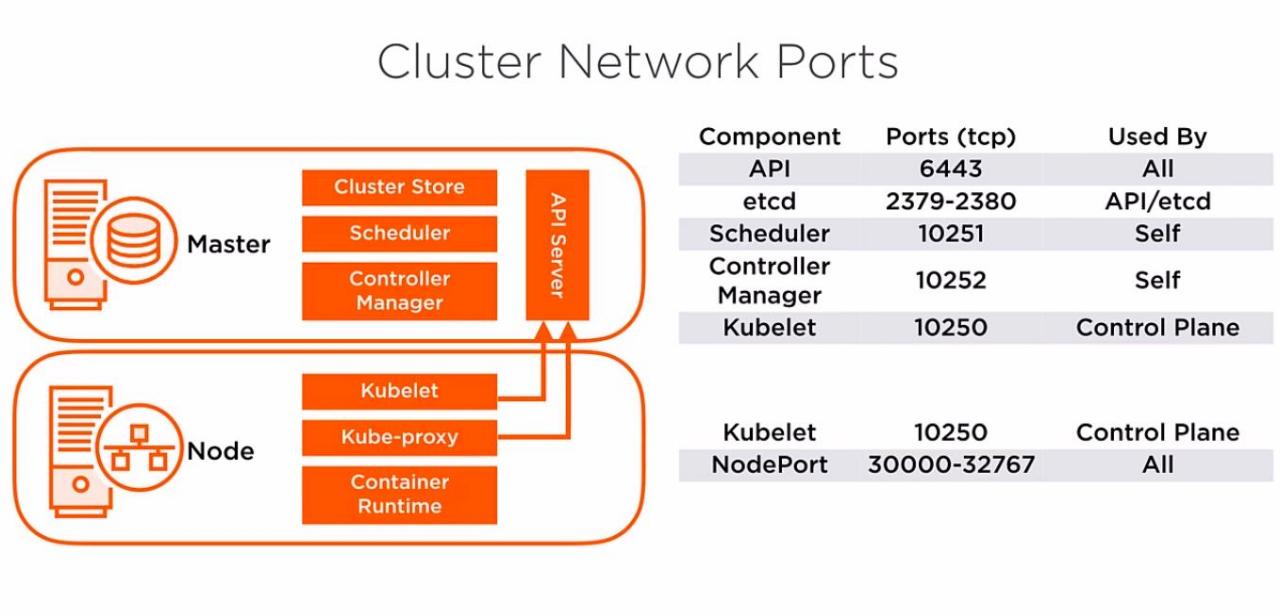 Cluster Network Ports
Master
Cluster Store
Scheduler
Controller
Manager
API Server
Node
Kubelet
Kube-proxy
Container
Runtime
Component Ports (tcp) Used By
API 6443 All
etcd 2379-2380 API/etcd
Scheduler 10251 Self
Controller
Manager 10252 Self
Kubelet 10250 Control Plane
Kubelet 10250 Control Plane
NodePort 30000-32767 All